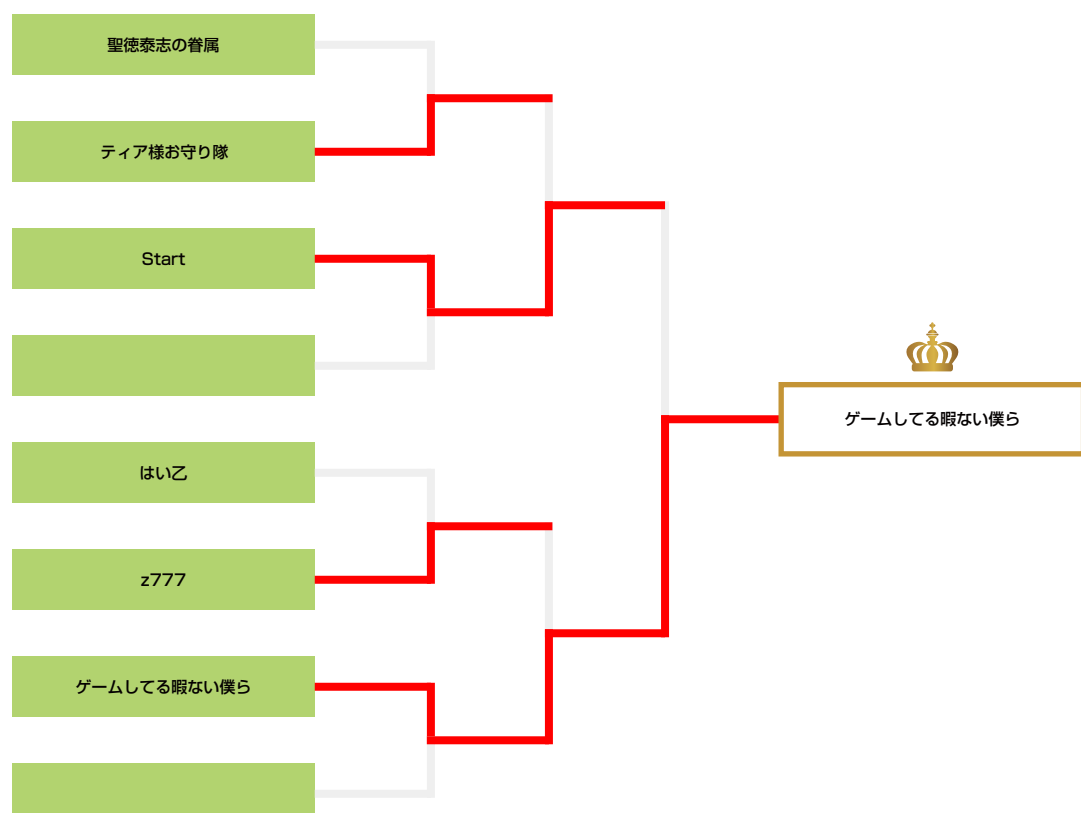 聖徳泰志の眷属
ティア様お守り隊
Start
はい乙
z777
ゲームしてる暇ない僕ら
ゲームしてる暇ない僕ら